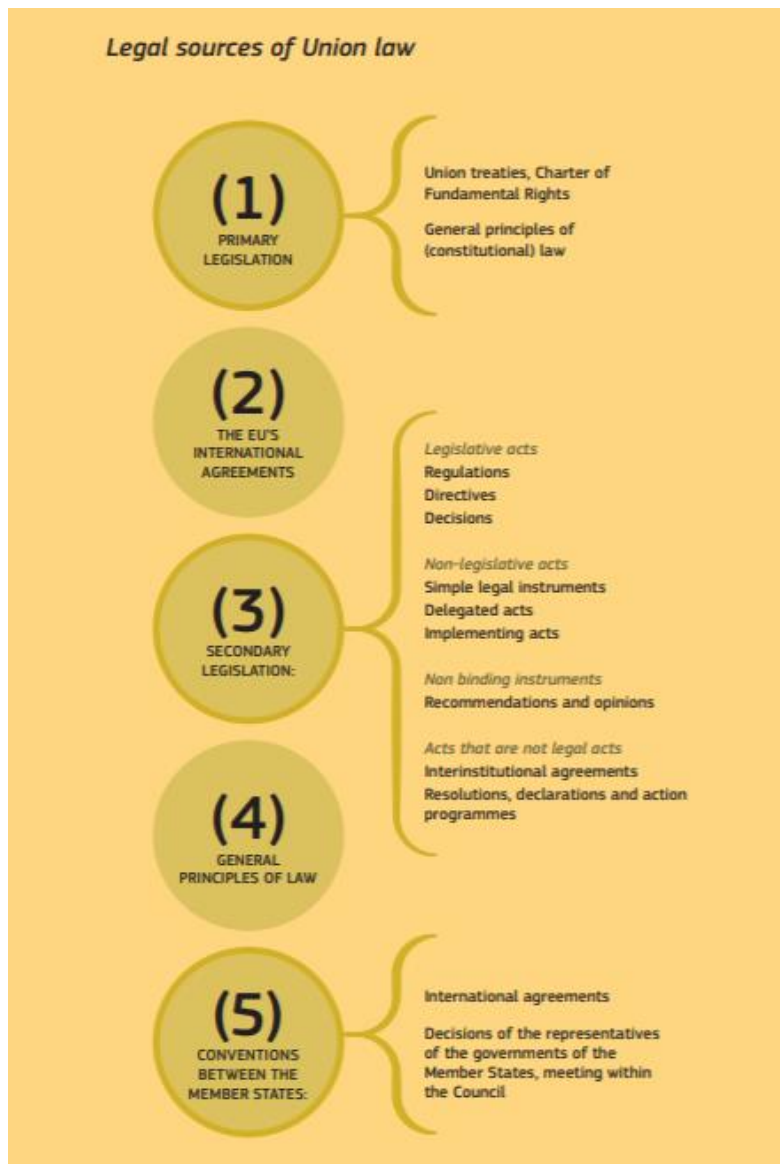 Legal sources of Union law
(1)
PRIMARY
LEGISLATION
Union treaties, Charter of
Fundamental Rights
General principles of
(constitutional) law
(2)
THE EU'S
INTERNATIONAL
AGREEMENTS
(3)
SECONDARY
LEGISLATION:
Legislative acts
Regulations
Directives
Decisions
Non-legislative acts
Simple legal instruments
Delegated acts
Implementing acts
Non binding instruments
Recommendations and opinions
Acts that are not legal acts
Interinstitutional agreements
Resolutions, declarations and action
programmes
(4)
GENERAL
PRINCIPLES OF LAW
(5)
CONVENTIONS
BETWEEN THE
MEMBER STATES:
International agreements
Decisions of the representatives
of the governments of the
Member States, meeting within
the Council